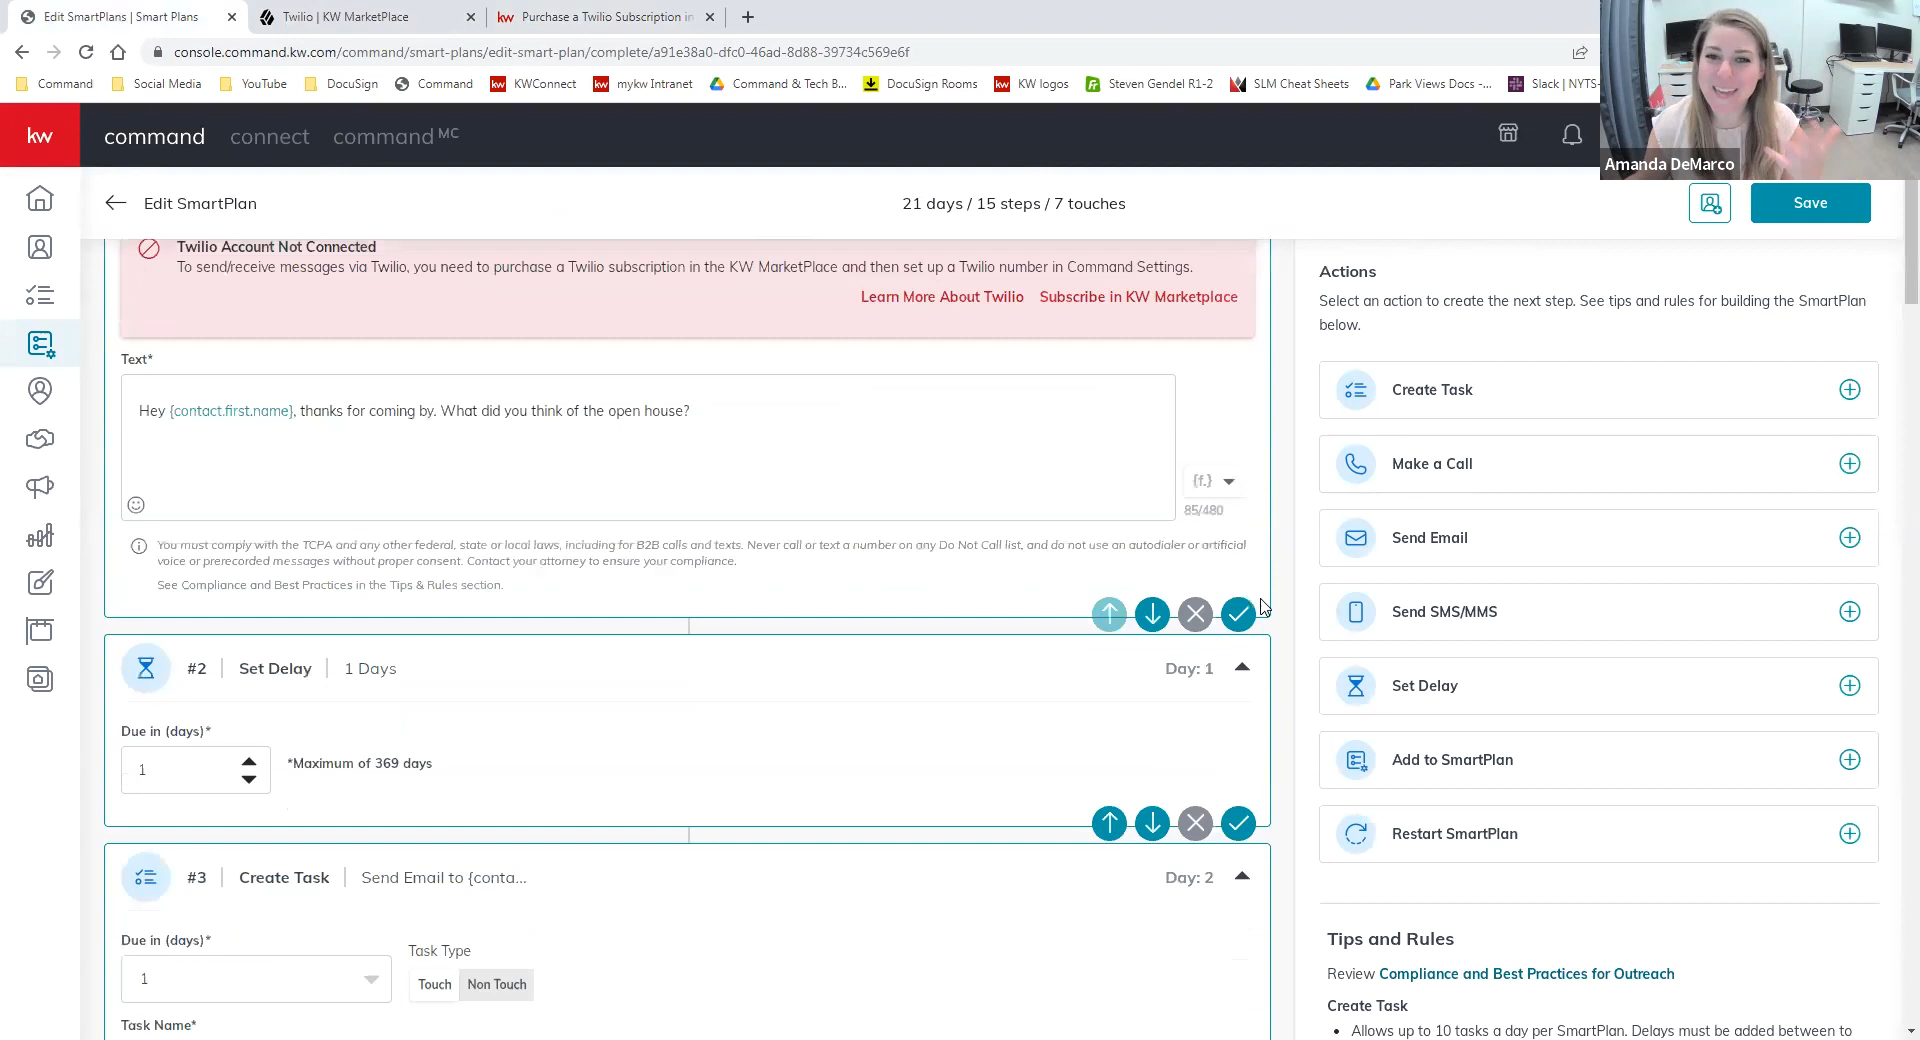 Edit SmartPlans | Smart Plans
Twilio | KW MarketPlace
kw Purchase a Twilio Subscription in
console.command.kw.com/command/smart-plans/edit-smart-plan/complete/a91e38a0-dfc0-46ad-8d88-39734c569e6f
Command
Social Media
YouTube
DocuSign
Command
kw KWConnect
kw mykw Intranet
Command & Tech B...
DocuSign Rooms
kw KW logos
Steven Gendel R1-2
SLM Cheat Sheets
Park Views Docs -...
Slack | NYTS-
Amanda DeMarco
kw
command
connect
command MC
Edit SmartPlan
21 days / 15 steps / 7 touches
Save
Twilio Account Not Connected
To send/receive messages via Twilio, you need to purchase a Twilio subscription in the KW MarketPlace and then set up a Twilio number in Command Settings.
Learn More About Twilio
Subscribe in KW Marketplace
Text*
Hey {contact.first.name}, thanks for coming by. What did you think of the open house?
{f.}
85/480
You must comply with the TCPA and any other federal, state or local laws, including for B2B calls and texts. Never call or text a number on any Do Not Call list, and do not use an autodialer or artificial
voice or prerecorded messages without proper consent. Contact your attorney to ensure your compliance.
See Compliance and Best Practices in the Tips & Rules section.
#2 Set Delay 1 Days
Day: 1
Due in (days)*
1
*Maximum of 369 days
#3 Create Task Send Email to {conta...
Day: 2
Due in (days)*
1
Task Type
Touch
Non Touch
Task Name*
Actions
Select an action to create the next step. See tips and rules for building the SmartPlan
below.
Create Task
Make a Call
Send Email
Send SMS/MMS
Set Delay
Add to SmartPlan
Restart SmartPlan
Tips and Rules
Review Compliance and Best Practices for Outreach
Create Task
• Allows up to 10 tasks a day per SmartPlan. Delays must be added between to